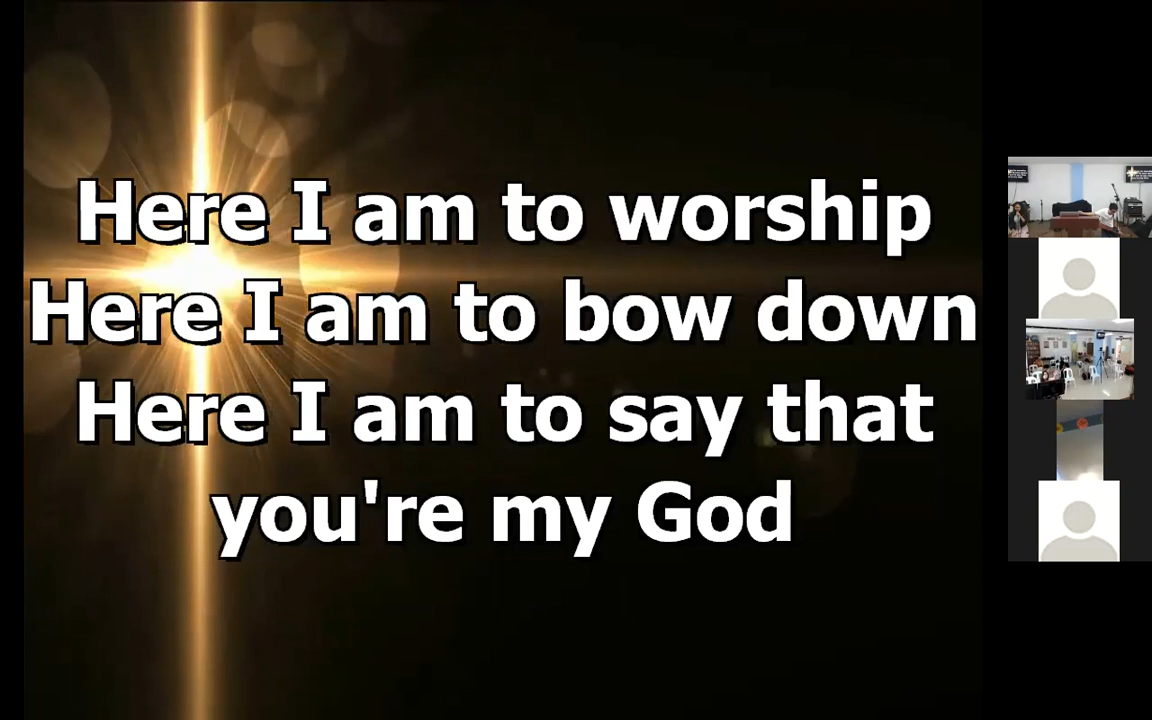 Here I am to worship
Here I am to bow down
Here I am to say that
you're my God